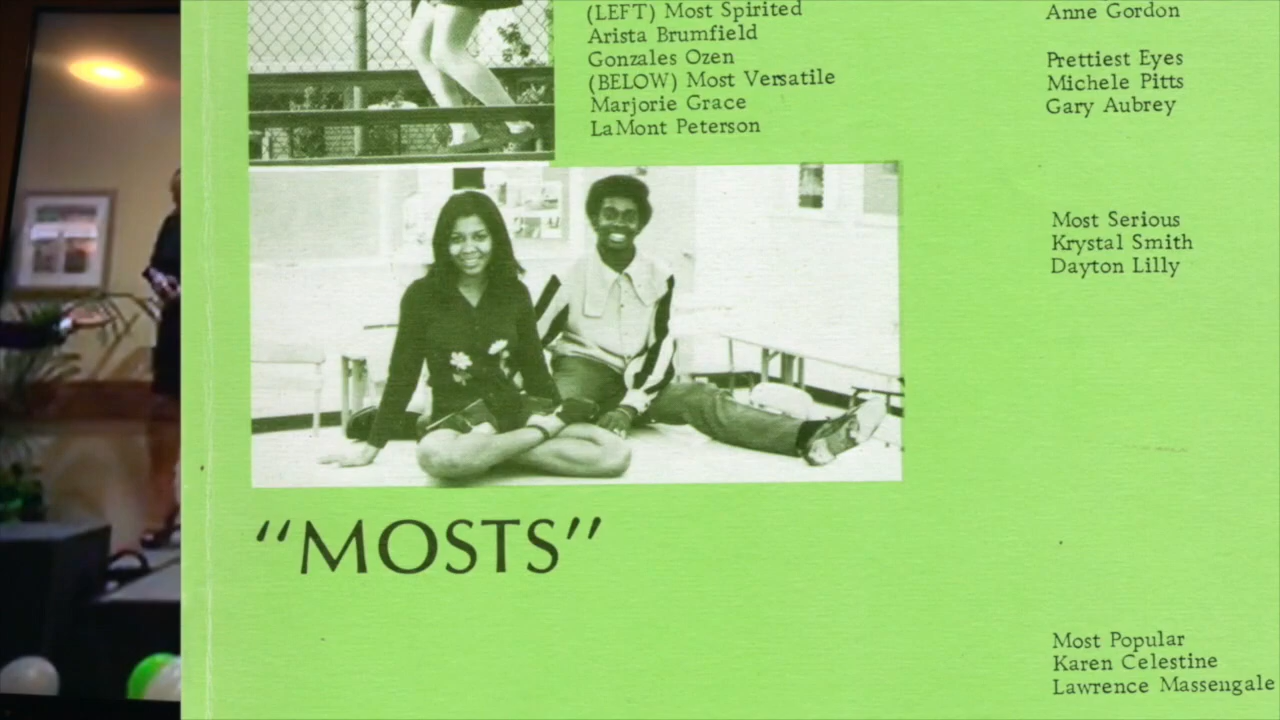 (LEFT) Most Spirited
Arista Brumfield
Gonzales Ozen
(BELOW) Most Versatile
Marjorie Grace
LaMont Peterson
"MOSTS"
Anne Gordon
Prettiest Eyes
Michele Pitts
Gary Aubrey
Most Serious
Krystal Smith
Dayton Lilly
Most Popular
Karen Celestine
Lawrence Massengale